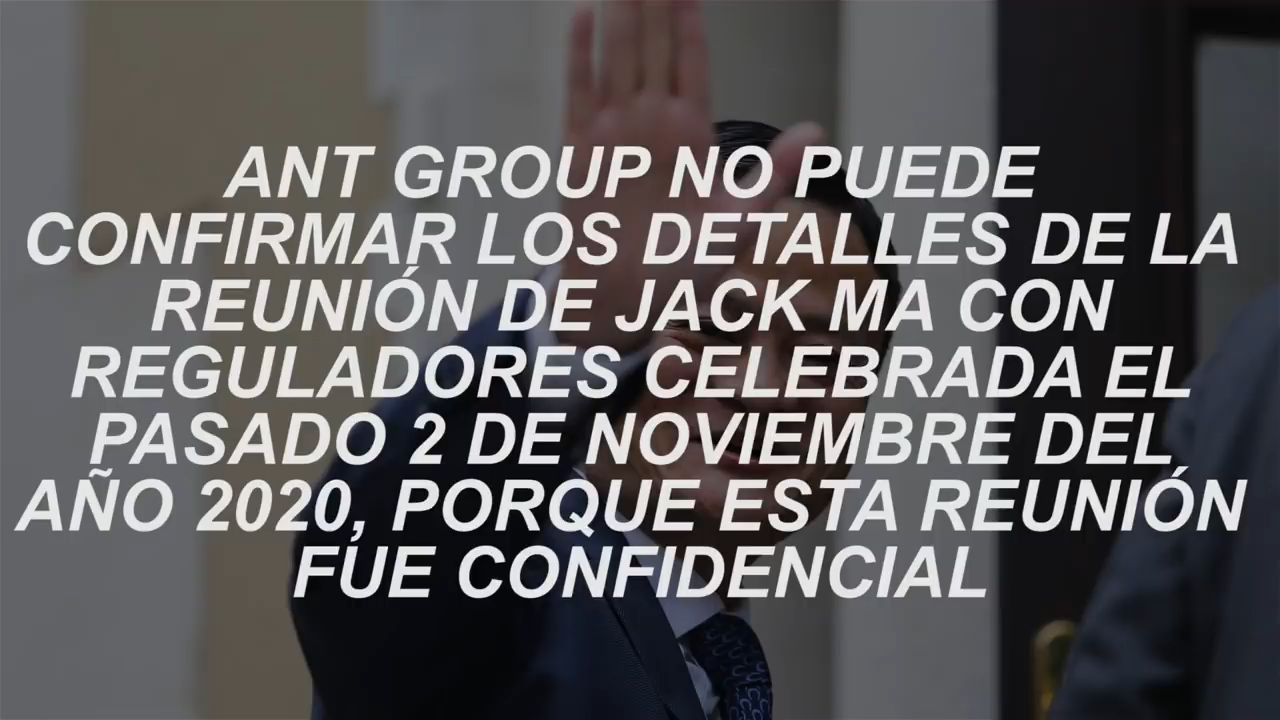 ANT GROUP NO PUEDE
CONFIRMAR LOS DETALLES DE LA
REUNIÓN DE JACK MA CON
REGULADORES CELEBRADA EL
PASADO 2 DE NOVIEMBRE DEL
AÑO 2020, PORQUE ESTA REUNIÓN
FUE CONFIDENCIAL